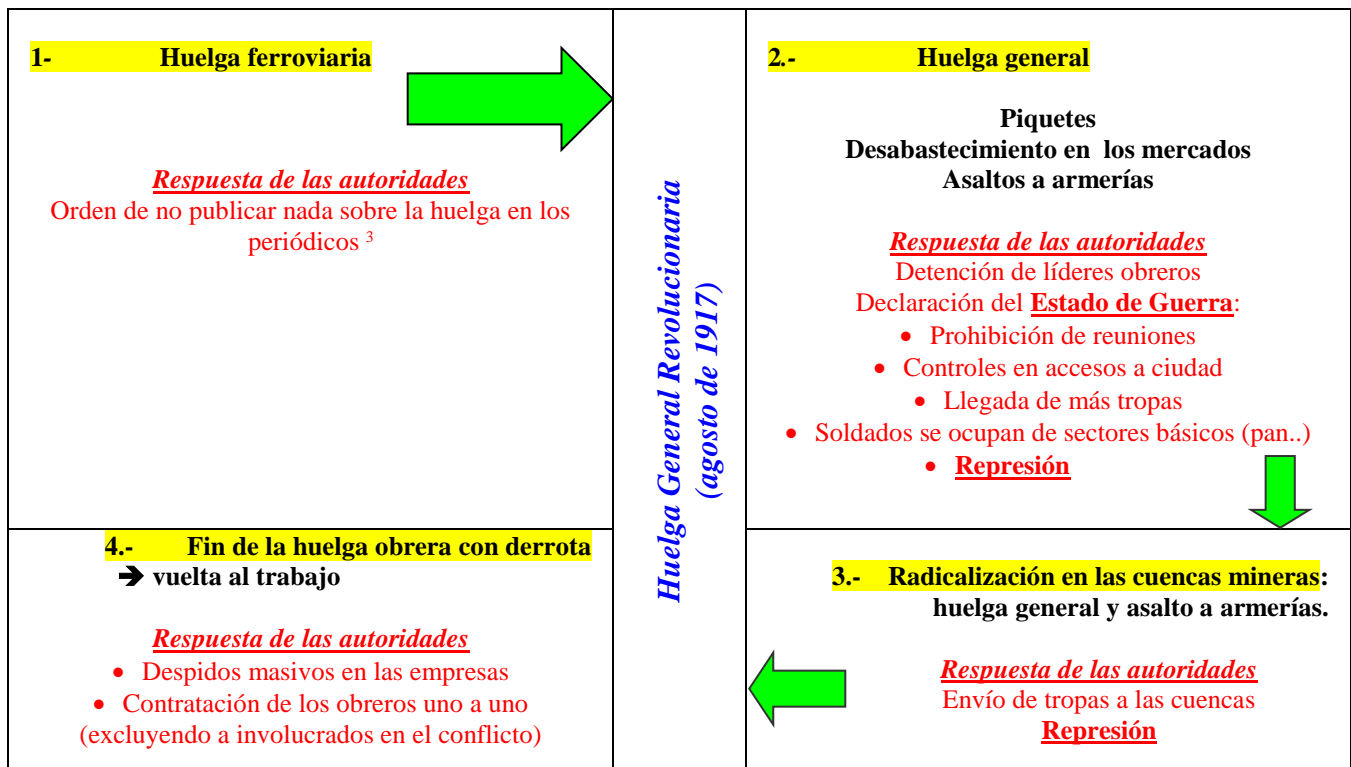 1- Huelga ferroviaria
Respuesta de las autoridades
Orden de no publicar nada sobre la huelga en los
periódicos ³
Huelga General Revolucionaria
(agosto de 1917)
2.- Huelga general
Piquetes
Desabastecimiento en los mercados
Asaltos a armerías
Respuesta de las autoridades
Detención de líderes obreros
Declaración del Estado de Guerra:
• Prohibición de reuniones
• Controles en accesos a ciudad
• Llegada de más tropas
• Soldados se ocupan de sectores básicos (pan..)
• Represión
3.- Radicalización en las cuencas mineras:
huelga general y asalto a armerías.
Respuesta de las autoridades
Envío de tropas a las cuencas
Represión
4.- Fin de la huelga obrera con derrota
➔ vuelta al trabajo
Respuesta de las autoridades
• Despidos masivos en las empresas
• Contratación de los obreros uno a uno
(excluyendo a involucrados en el conflicto)